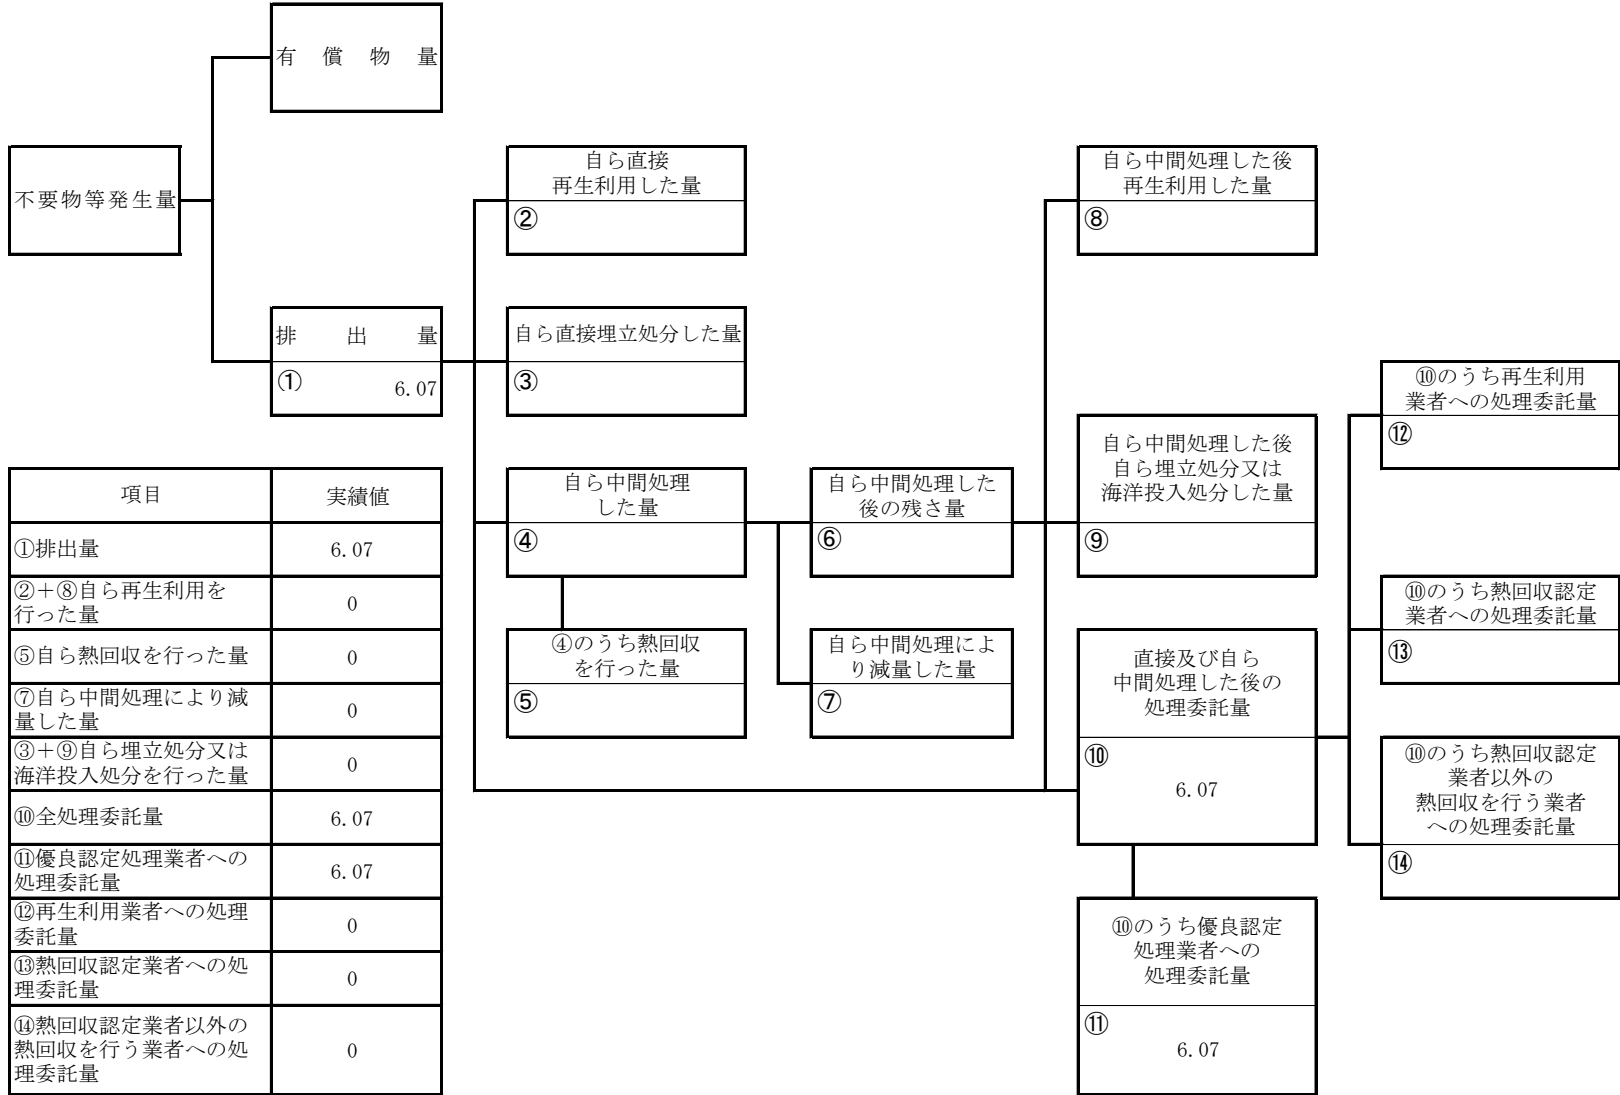 有償物量
不要物等発生量
排出量
① 6.07
自ら直接
再生利用した量
②
自ら直接埋立処分した量
③
自ら中間処理
した量
④
④のうち熱回収
を行った量
⑤
自ら中間処理した
後の残さ量
⑥
自ら中間処理によ
り減量した量
⑦
自ら中間処理した後
再生利用した量
⑧
自ら中間処理した後
自ら埋立処分又は
海洋投入処分した量
⑨
直接及び自ら
中間処理した後の
処理委託量
⑩
6.07
⑩のうち優良認定
処理業者への
処理委託量
⑪
6.07
⑩のうち再生利用
業者への処理委託量
⑫
⑩のうち熱回収認定
業者への処理委託量
⑬
⑩のうち熱回収認定
業者以外の
熱回収を行う業者
への処理委託量
⑭
項目 実績値
①排出量 6.07
②＋⑧自ら再生利用を
行った量 0
⑤自ら熱回収を行った量 0
⑦自ら中間処理により減
量した量 0
③＋⑨自ら埋立処分又は
海洋投入処分を行った量 0
⑩全処理委託量 6.07
⑪優良認定処理業者への
処理委託量 6.07
⑫再生利用業者への処理
委託量 0
⑬熱回収認定業者への処
理委託量 0
⑭熱回収認定業者以外の
熱回収を行う業者への処
理委託量 0